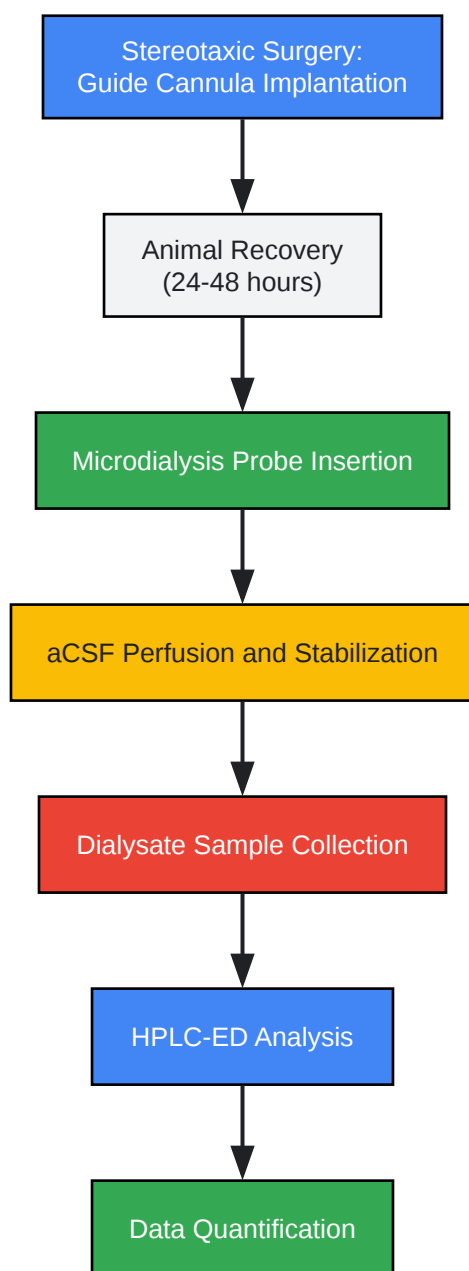 Stereotaxic Surgery:
Guide Cannula Implantation
Animal Recovery
(24-48 hours)
Microdialysis Probe Insertion
aCSF Perfusion and Stabilization
Dialysate Sample Collection
HPLC-ED Analysis
Data Quantification